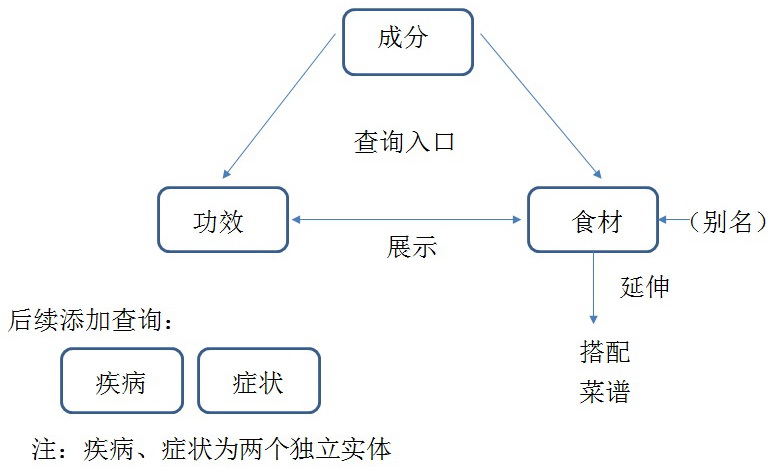 成分
查询入口
功效
食材
（别名）
展示
延伸
后续添加查询：
搭配
菜谱
疾病
症状
注：疾病、症状为两个独立实体